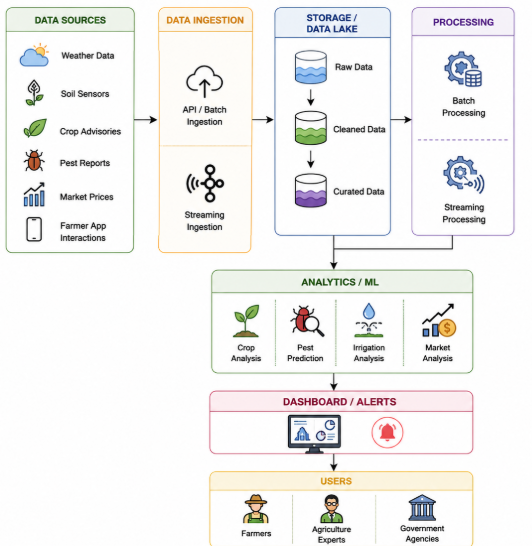 DATA SOURCES
Weather Data
Soil Sensors
Crop Advisories
Pest Reports
Market Prices
Farmer App
Interactions
DATA INGESTION
API / Batch
Ingestion
Streaming
Ingestion
STORAGE /
DATA LAKE
Raw Data
Cleaned Data
Curated Data
PROCESSING
Batch
Processing
Streaming
Processing
ANALYTICS / ML
Crop
Analysis
Pest
Prediction
Irrigation
Analysis
Market
Analysis
DASHBOARD / ALERTS
USERS
Farmers
Agriculture
Experts
Government
Agencies